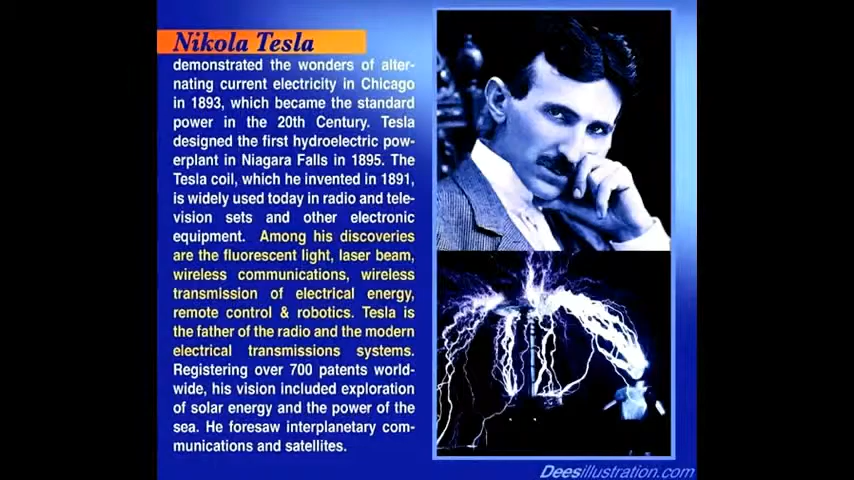 Nikola Tesla
demonstrated the wonders of alter-
nating current electricity in Chicago
in 1893, which became the standard
power in the 20th Century. Tesla
designed the first hydroelectric pow-
erplant in Niagara Falls in 1895. The
Tesla coil, which he invented in 1891,
is widely used today in radio and tele-
vision sets and other electronic
equipment. Among his discoveries
are the fluorescent light, laser beam,
wireless communications, wireless
transmission of electrical energy,
remote control & robotics. Tesla is
the father of the radio and the modern
electrical transmissions systems.
Registering over 700 patents world-
wide, his vision included exploration
of solar energy and the power of the
sea. He foresaw interplanetary com-
munications and satellites.
Deesillustration.com